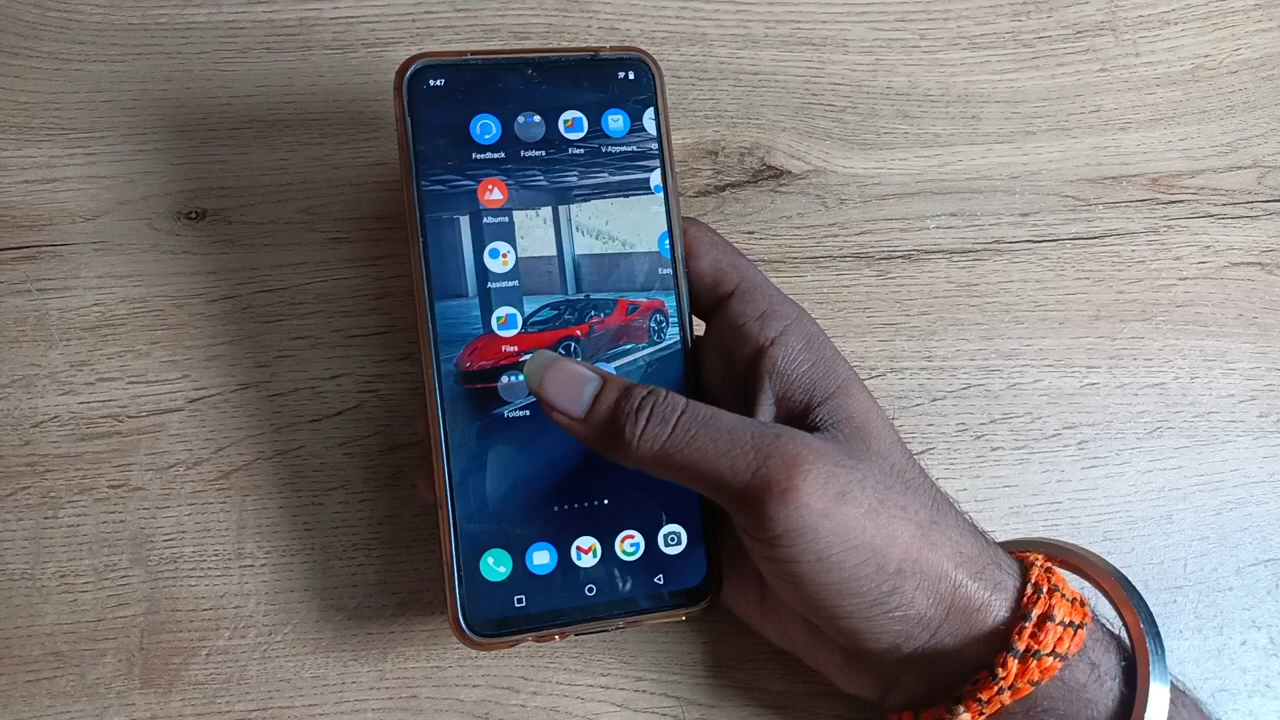 9:47
Feedback
Folders
Files
V-Appstore
Albums
Assistant
Easy
Files
Folders